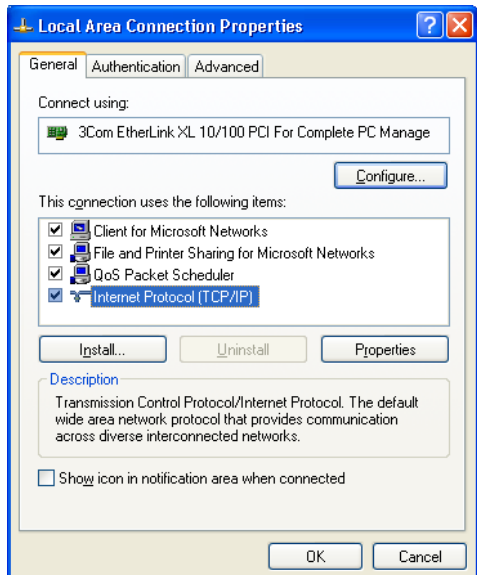 Local Area Connection Properties
General Authentication Advanced
Connect using:
3Com EtherLink XL 10/100 PCI For Complete PC Manage
Configure...
This connection uses the following items:
Client for Microsoft Networks
File and Printer Sharing for Microsoft Networks
QoS Packet Scheduler
Internet Protocol (TCP/IP)
Install... Uninstall Properties
Description
Transmission Control Protocol/Internet Protocol. The default
wide area network protocol that provides communication
across diverse interconnected networks.
Show icon in notification area when connected
OK Cancel